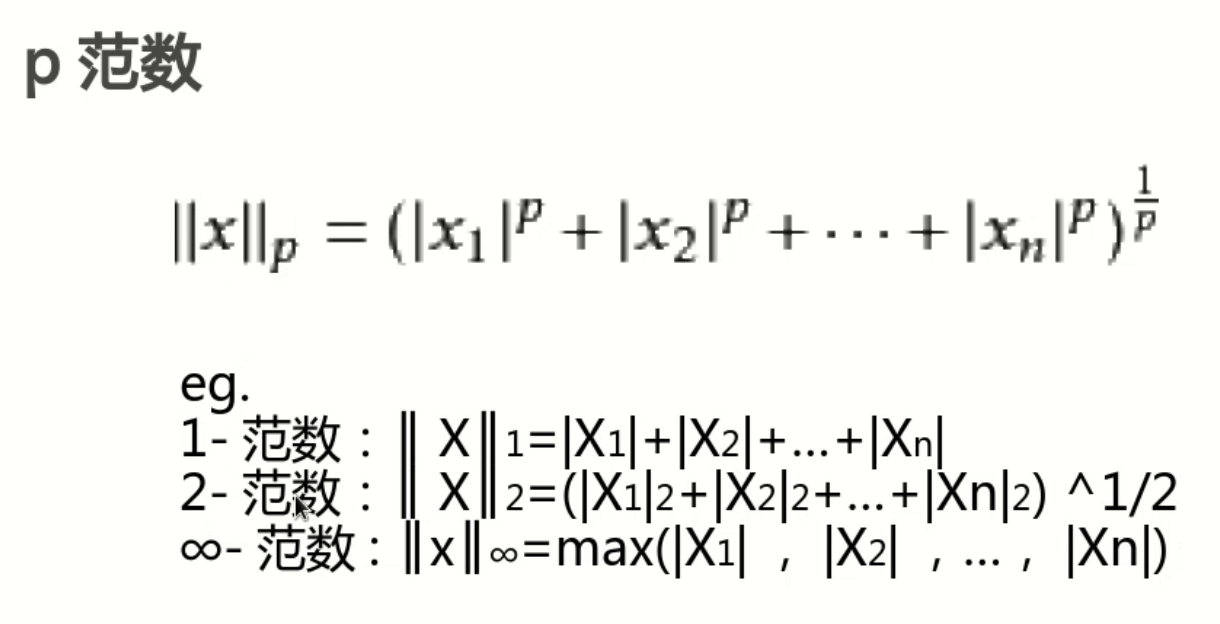 p 范数
||x||ₚ = (|x₁|ᵖ + |x₂|ᵖ + ⋯ + |xₙ|ᵖ)^(1/p)
eg.
1- 范数：‖ X‖₁=|X₁|+|X₂|+...+|Xₙ|
2- 范数：‖ X‖₂=(|X₁|₂+|X₂|₂+...+|Xn|₂) ^1/2
∞- 范数：‖x‖∞=max(|X₁| ，|X₂| ，... ，|Xn|)